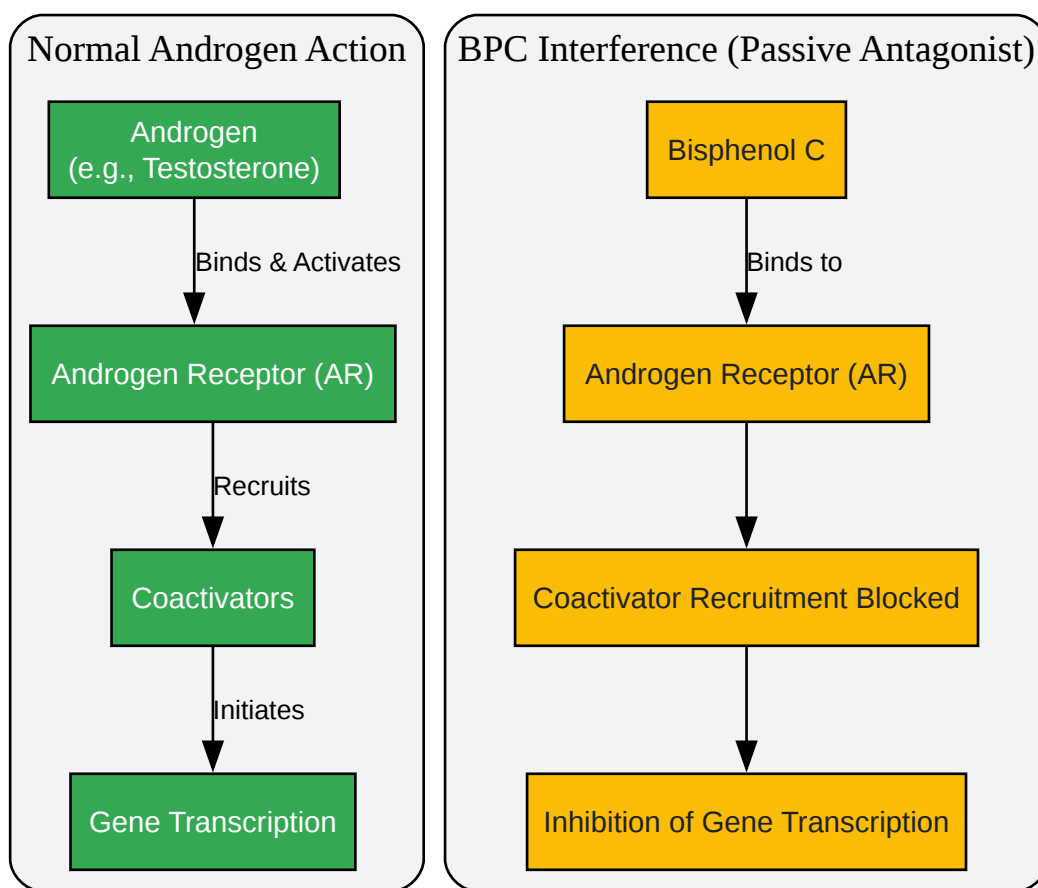 Normal Androgen Action
Androgen
(e.g., Testosterone)
Binds & Activates
Androgen Receptor (AR)
Recruits
Coactivators
Initiates
Gene Transcription
BPC Interference (Passive Antagonist)
Bisphenol C
Binds to
Androgen Receptor (AR)
Coactivator Recruitment Blocked
Inhibition of Gene Transcription